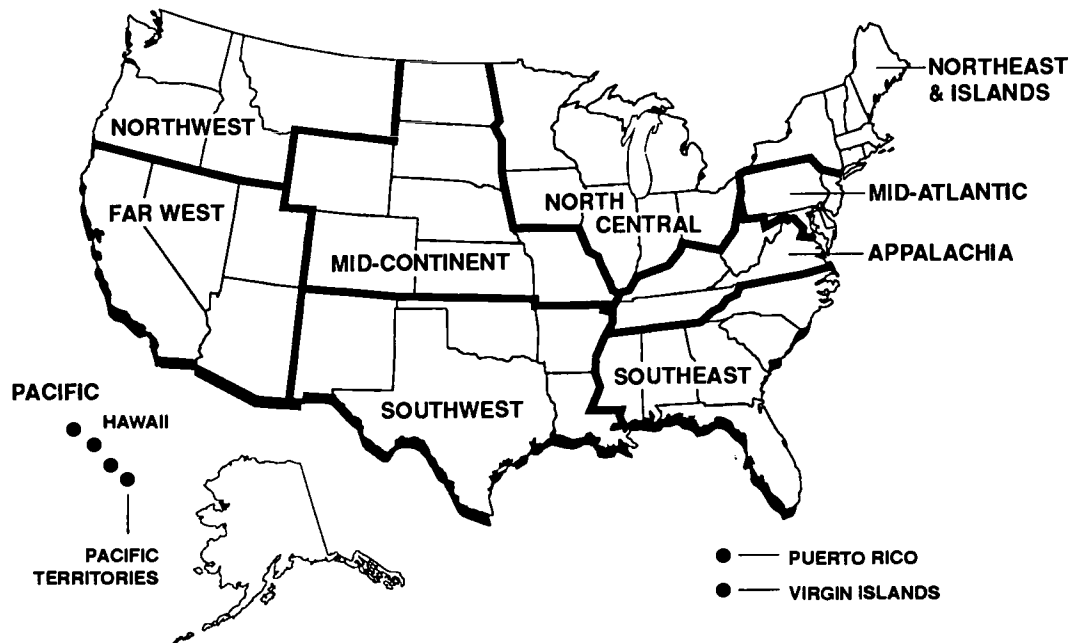 NORTHEAST
& ISLANDS
NORTHWEST
MID-ATLANTIC
FAR WEST
NORTH
CENTRAL
APPALACHIA
MID-CONTINENT
SOUTHEAST
SOUTHWEST
PACIFIC
HAWAII
PACIFIC
TERRITORIES
PUERTO RICO
VIRGIN ISLANDS